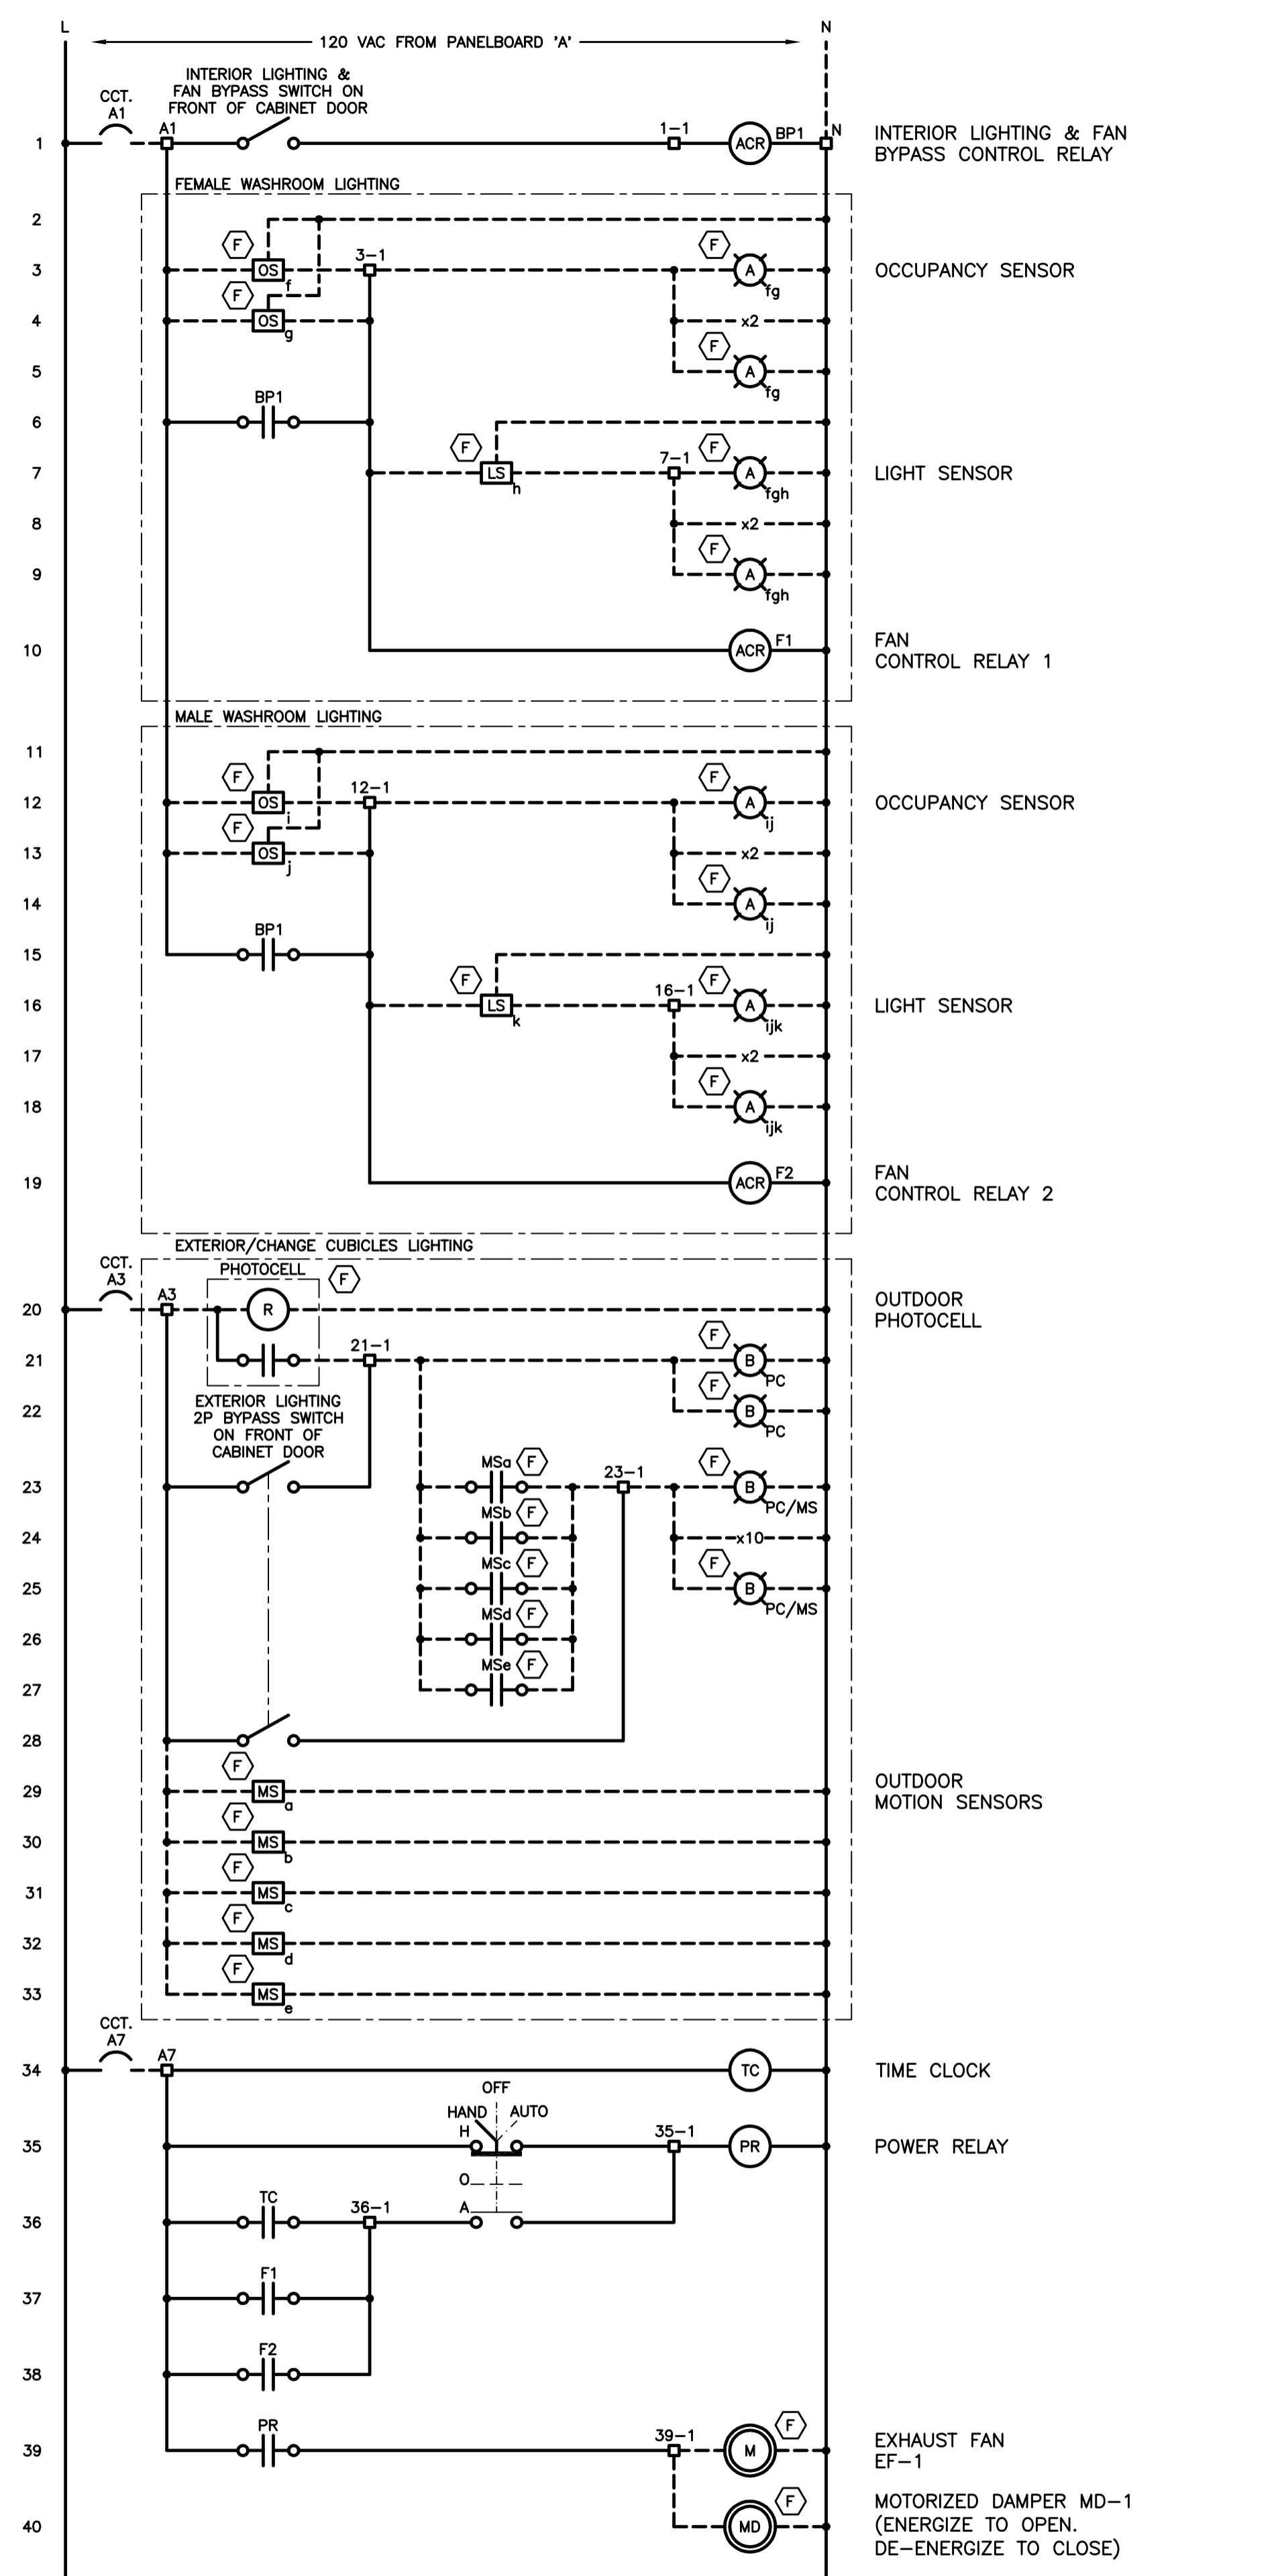 L
N
120 VAC FROM PANELBOARD 'A'
INTERIOR LIGHTING &
FAN BYPASS SWITCH ON
FRONT OF CABINET DOOR
CCT.
A1
1
A1
1-1
ACR
BP1
N
INTERIOR LIGHTING & FAN
BYPASS CONTROL RELAY
FEMALE WASHROOM LIGHTING
2
F
F
3
OS
f
3-1
A
fg
OCCUPANCY SENSOR
F
4
OS
g
x2
F
5
A
fg
BP1
6
F
F
7
LS
h
7-1
A
fgh
LIGHT SENSOR
8
x2
F
9
A
fgh
10
ACR
F1
FAN
CONTROL RELAY 1
MALE WASHROOM LIGHTING
11
F
F
12
OS
i
12-1
A
ij
OCCUPANCY SENSOR
F
13
OS
j
x2
F
14
A
ij
BP1
15
F
F
16
LS
k
16-1
A
ijk
LIGHT SENSOR
17
x2
F
18
A
ijk
19
ACR
F2
FAN
CONTROL RELAY 2
EXTERIOR/CHANGE CUBICLES LIGHTING
CCT.
A3
PHOTOCELL
F
20
A3
R
OUTDOOR
PHOTOCELL
F
21
21-1
B
PC
F
22
B
PC
EXTERIOR LIGHTING
2P BYPASS SWITCH
ON FRONT OF
CABINET DOOR
MSa
F
F
23
23-1
B
PC/MS
MSb
F
24
x10
MSc
F
F
25
B
PC/MS
MSd
F
26
MSe
F
27
28
F
29
MS
a
OUTDOOR
MOTION SENSORS
F
30
MS
b
F
31
MS
c
F
32
MS
d
F
33
MS
e
CCT.
A7
34
A7
TC
TIME CLOCK
OFF
HAND
AUTO
H
35
35-1
PR
POWER RELAY
O
TC
A
36
36-1
F1
37
F2
38
PR
F
39
39-1
M
EXHAUST FAN
EF-1
F
40
MD
MOTORIZED DAMPER MD-1
(ENERGIZE TO OPEN.
DE-ENERGIZE TO CLOSE)